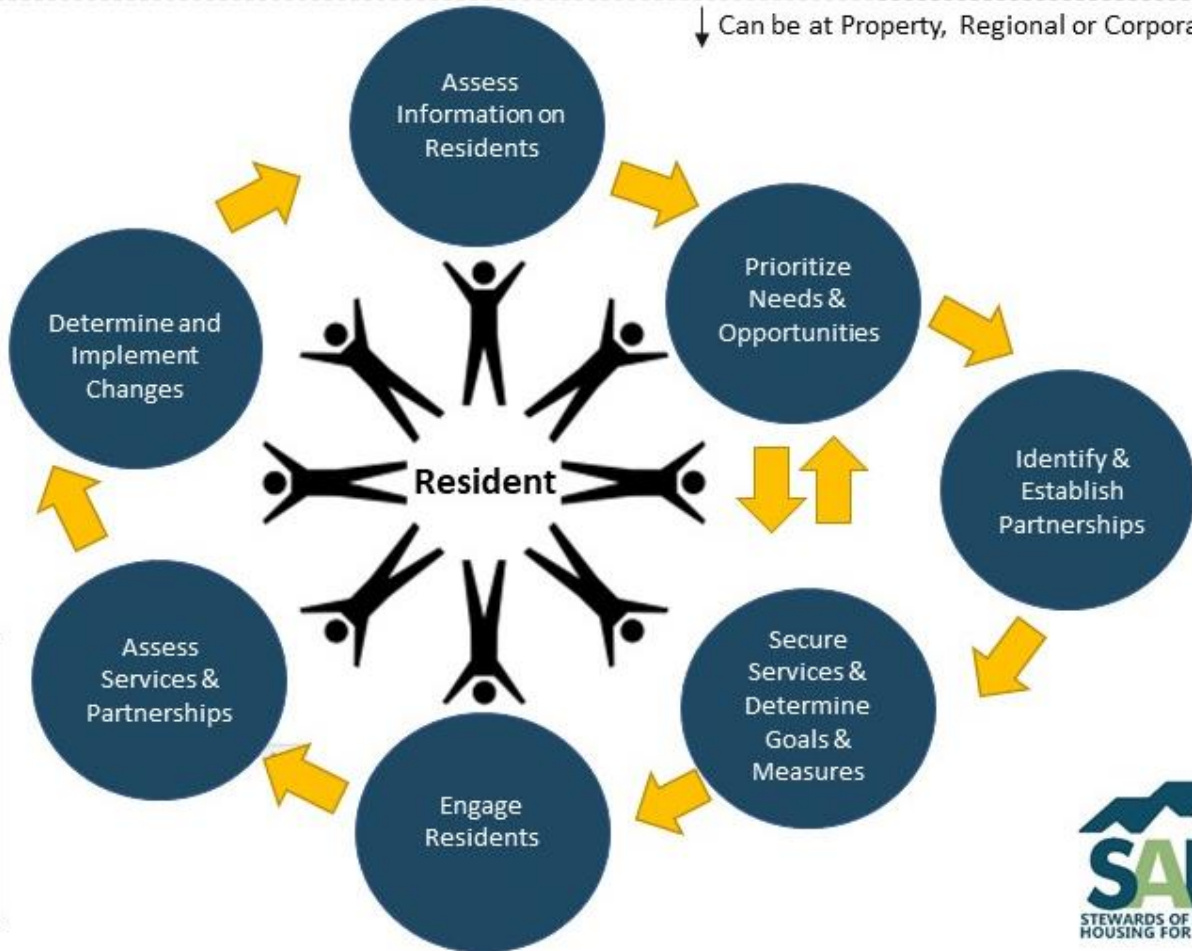 ↓ Can be at Property, Regional or
Assess
Information on
Residents
Prioritize
Needs &
Opportunities
Determine and
Implement
Changes
Identify &
Establish
Partnerships
Resident
Secure
Services &
Determine
Goals &
Measures
Assess
Services &
Partnerships
Engage
Residents
STEWARDS OF
HOUSING FOR